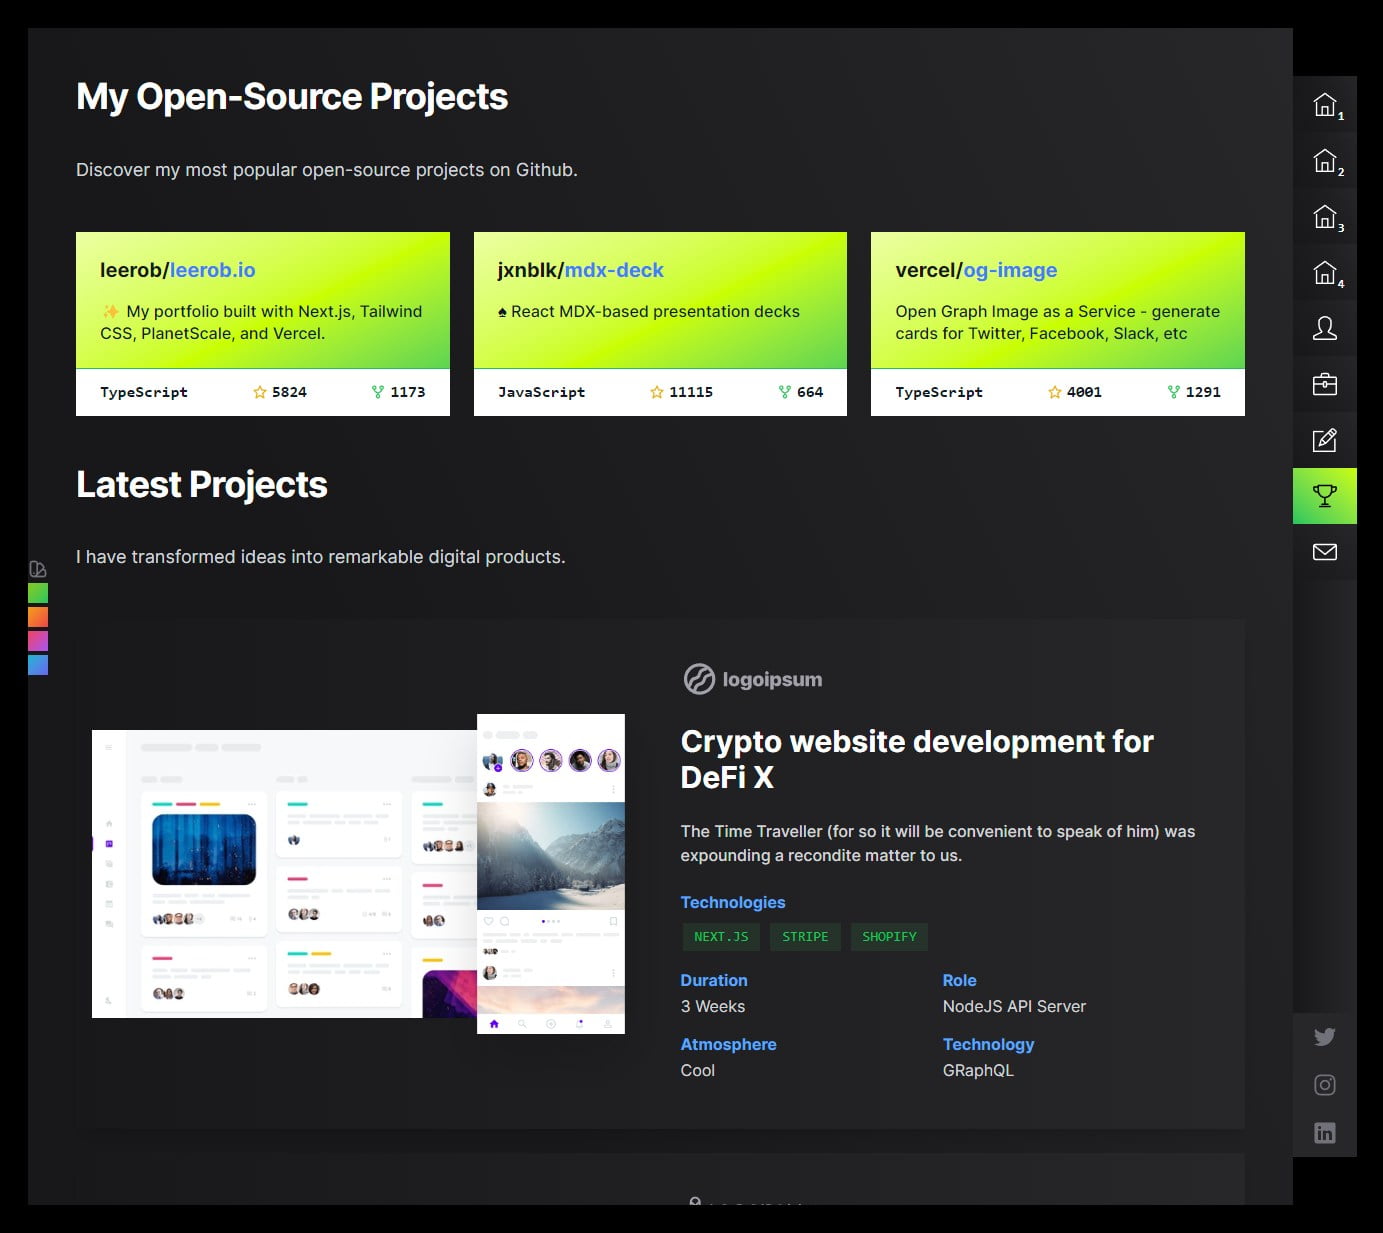 My Open-Source Projects
Discover my most popular open-source projects on Github.
leerob/leerob.io
✨ My portfolio built with Next.js, Tailwind
CSS, PlanetScale, and Vercel.
TypeScript 5824 1173
jxnblk/mdx-deck
♠ React MDX-based presentation decks
JavaScript 11115 664
vercel/og-image
Open Graph Image as a Service - generate
cards for Twitter, Facebook, Slack, etc
TypeScript 4001 1291
Latest Projects
I have transformed ideas into remarkable digital products.
logoipsum
Crypto website development for
DeFi X
The Time Traveller (for so it will be convenient to speak of him) was
expounding a recondite matter to us.
Technologies
NEXT.JS STRIPE SHOPIFY
Duration
3 Weeks
Role
NodeJS API Server
Atmosphere
Cool
Technology
GRaphQL
1
2
3
4
in